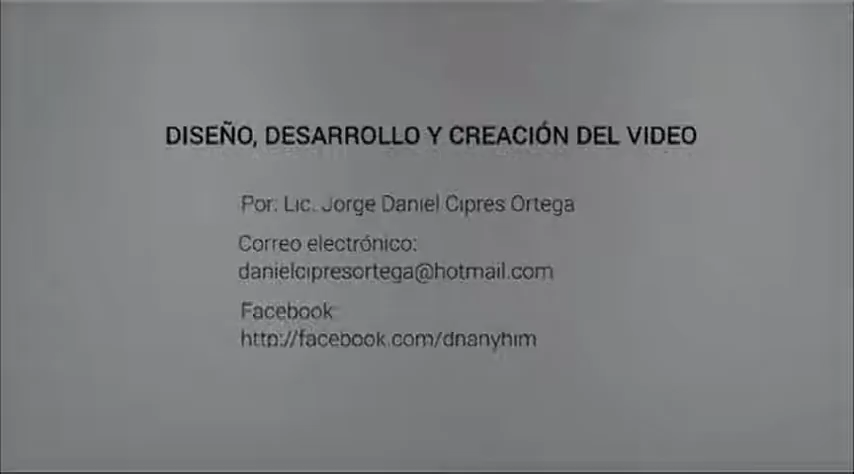 DISEÑO, DESARROLLO Y CREACIÓN DEL VIDEO
Por: Lic. Jorge Daniel Cipres Ortega
Correo electrónico:
danielcipresortega@hotmail.com
Facebook:
http://facebook.com/dnanyhim